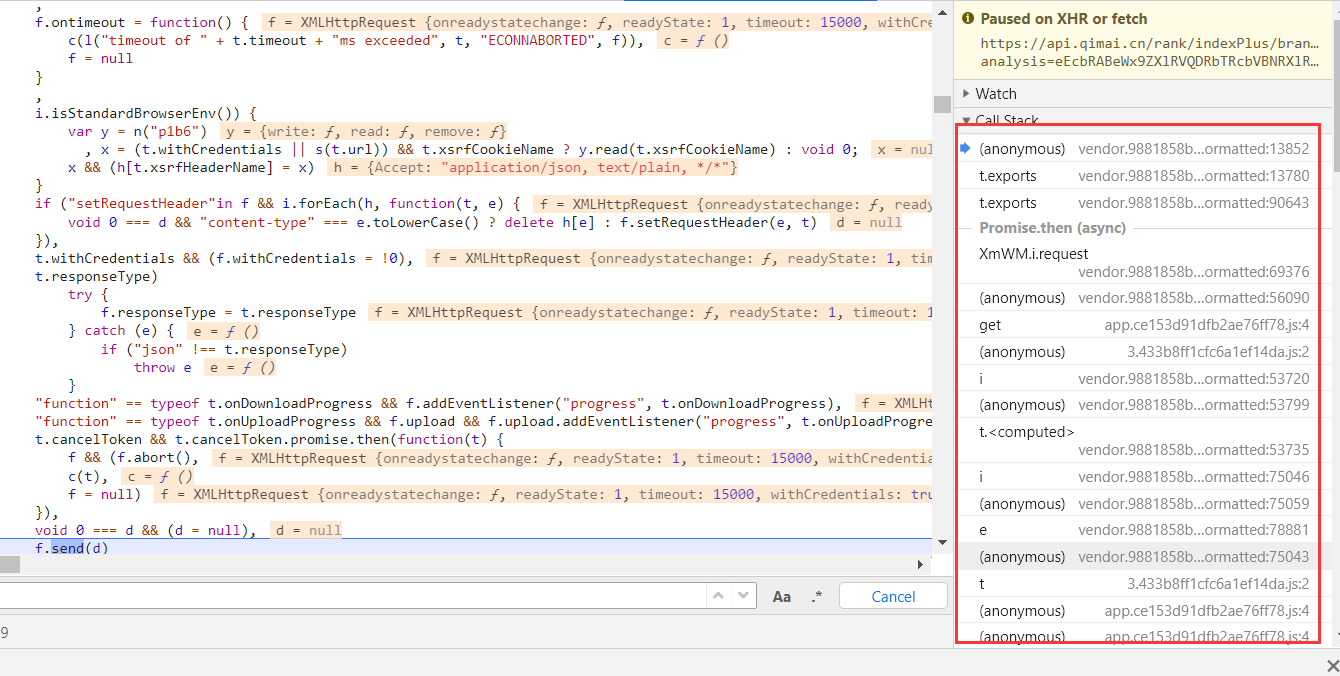 ,
f.ontimeout = function() { f = XMLHttpRequest {onreadystatechange: ƒ, readyState: 1, timeout: 15000, withCre
c(l("timeout of " + t.timeout + "ms exceeded", t, "ECONNABORTED", f)), c = ƒ ()
f = null
}
,
i.isStandardBrowserEnv()) {
var y = n("p1b6") y = {write: ƒ, read: ƒ, remove: ƒ}
, x = (t.withCredentials || s(t.url)) && t.xsrfCookieName ? y.read(t.xsrfCookieName) : void 0; x = nul
x && (h[t.xsrfHeaderName] = x) h = {Accept: "application/json, text/plain, */*"}
}
if ("setRequestHeader"in f && i.forEach(h, function(t, e) { f = XMLHttpRequest {onreadystatechange: ƒ, ready
void 0 === d && "content-type" === e.toLowerCase() ? delete h[e] : f.setRequestHeader(e, t) d = null
}),
t.withCredentials && (f.withCredentials = !0), f = XMLHttpRequest {onreadystatechange: ƒ, readyState: 1, tim
t.responseType)
try {
f.responseType = t.responseType f = XMLHttpRequest {onreadystatechange: ƒ, readyState: 1, timeout: 1
} catch (e) { e = ƒ ()
if ("json" !== t.responseType)
throw e e = ƒ ()
}
"function" == typeof t.onDownloadProgress && f.addEventListener("progress", t.onDownloadProgress), f = XMLH
"function" == typeof t.onUploadProgress && f.upload && f.upload.addEventListener("progress", t.onUploadProgre
t.cancelToken && t.cancelToken.promise.then(function(t) {
f && (f.abort(), f = XMLHttpRequest {onreadystatechange: ƒ, readyState: 1, timeout: 15000, withCredentia
c(t), c = ƒ ()
f = null) f = XMLHttpRequest {onreadystatechange: ƒ, readyState: 1, timeout: 15000, withCredentials: tru
}),
void 0 === d && (d = null), d = null
f.send(d)
Aa .* Cancel
9
Paused on XHR or fetch
https://api.qimai.cn/rank/indexPlus/bran…
analysis=eEcbRABeWx9ZXlRVQDRbTRcbVBNRXlR…
Watch
Call Stack
(anonymous) vendor.9881858b…ormatted:13852
t.exports vendor.9881858b…ormatted:13780
t.exports vendor.9881858b…ormatted:90643
Promise.then (async)
XmWM.i.request
vendor.9881858b…ormatted:69376
(anonymous) vendor.9881858b…ormatted:56090
get app.ce153d91dfb2ae76ff78.js:4
(anonymous) 3.433b8ff1cfc6a1ef14da.js:2
i vendor.9881858b…ormatted:53720
(anonymous) vendor.9881858b…ormatted:53799
t.<computed>
vendor.9881858b…ormatted:53735
i vendor.9881858b…ormatted:75046
(anonymous) vendor.9881858b…ormatted:75059
e vendor.9881858b…ormatted:78881
(anonymous) vendor.9881858b…ormatted:75043
t 3.433b8ff1cfc6a1ef14da.js:2
(anonymous) app.ce153d91dfb2ae76ff78.js:4
(anonymous) app.ce153d91dfb2ae76ff78.js:4